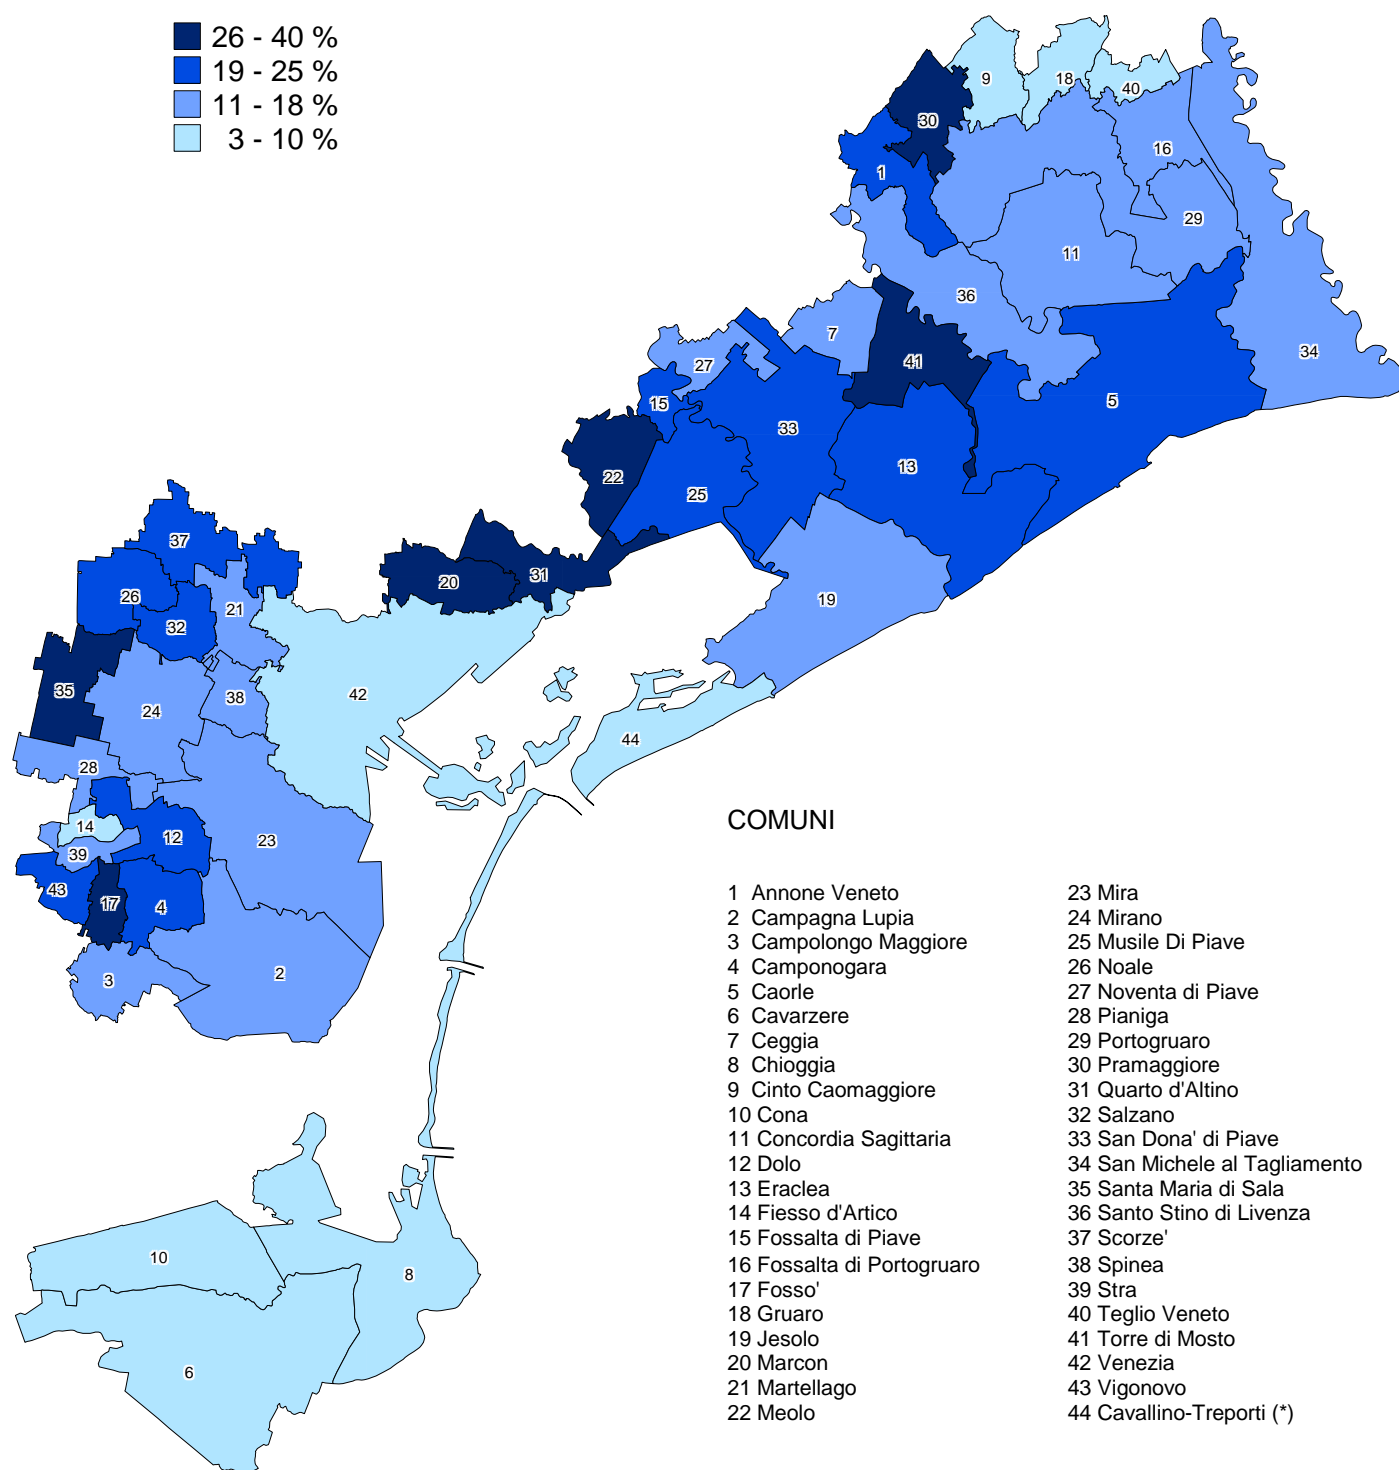 26 - 40 %
19 - 25 %
11 - 18 %
3 - 10 %
9
18
40
30
16
1
29
11
36
7
41
34
27
15
5
33
13
22
25
37
20
31
26
21
32
19
35
38
42
24
44
28
14
12
23
39
43
17
4
3
2
10
8
6
COMUNI
1 Annone Veneto
2 Campagna Lupia
3 Campolongo Maggiore
4 Camponogara
5 Caorle
6 Cavarzere
7 Ceggia
8 Chioggia
9 Cinto Caomaggiore
10 Cona
11 Concordia Sagittaria
12 Dolo
13 Eraclea
14 Fiesso d'Artico
15 Fossalta di Piave
16 Fossalta di Portogruaro
17 Fosso'
18 Gruaro
19 Jesolo
20 Marcon
21 Martellago
22 Meolo
23 Mira
24 Mirano
25 Musile Di Piave
26 Noale
27 Noventa di Piave
28 Pianiga
29 Portogruaro
30 Pramaggiore
31 Quarto d'Altino
32 Salzano
33 San Dona' di Piave
34 San Michele al Tagliamento
35 Santa Maria di Sala
36 Santo Stino di Livenza
37 Scorze'
38 Spinea
39 Stra
40 Teglio Veneto
41 Torre di Mosto
42 Venezia
43 Vigonovo
44 Cavallino-Treporti (*)